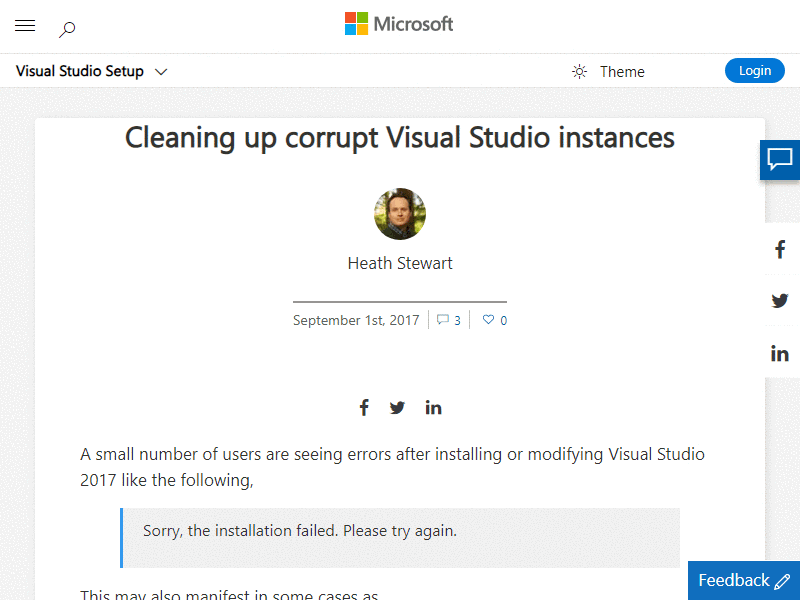 Microsoft
Visual Studio Setup
Theme
Login
Cleaning up corrupt Visual Studio instances
Heath Stewart
September 1st, 2017 3 0
A small number of users are seeing errors after installing or modifying Visual Studio
2017 like the following,
Sorry, the installation failed. Please try again.
Feedback
This may also manifest in some cases as